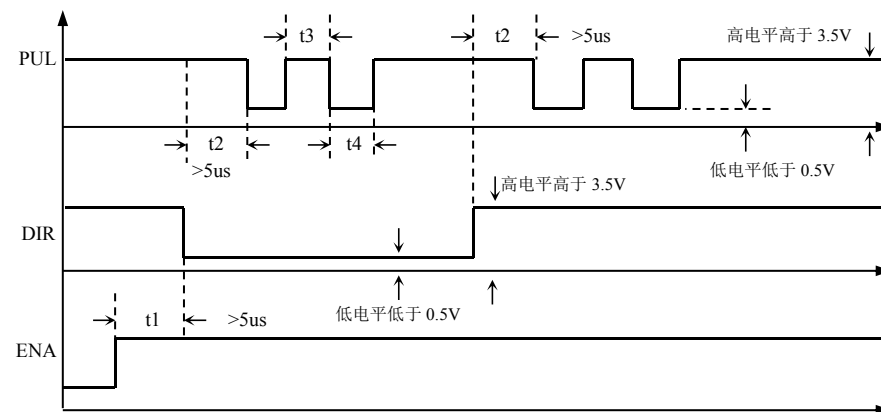 t3
t2
>5us
高电平高于 3.5V
PUL
t2
t4
>5us
低电平低于 0.5V
高电平高于 3.5V
DIR
低电平低于 0.5V
t1
>5us
ENA